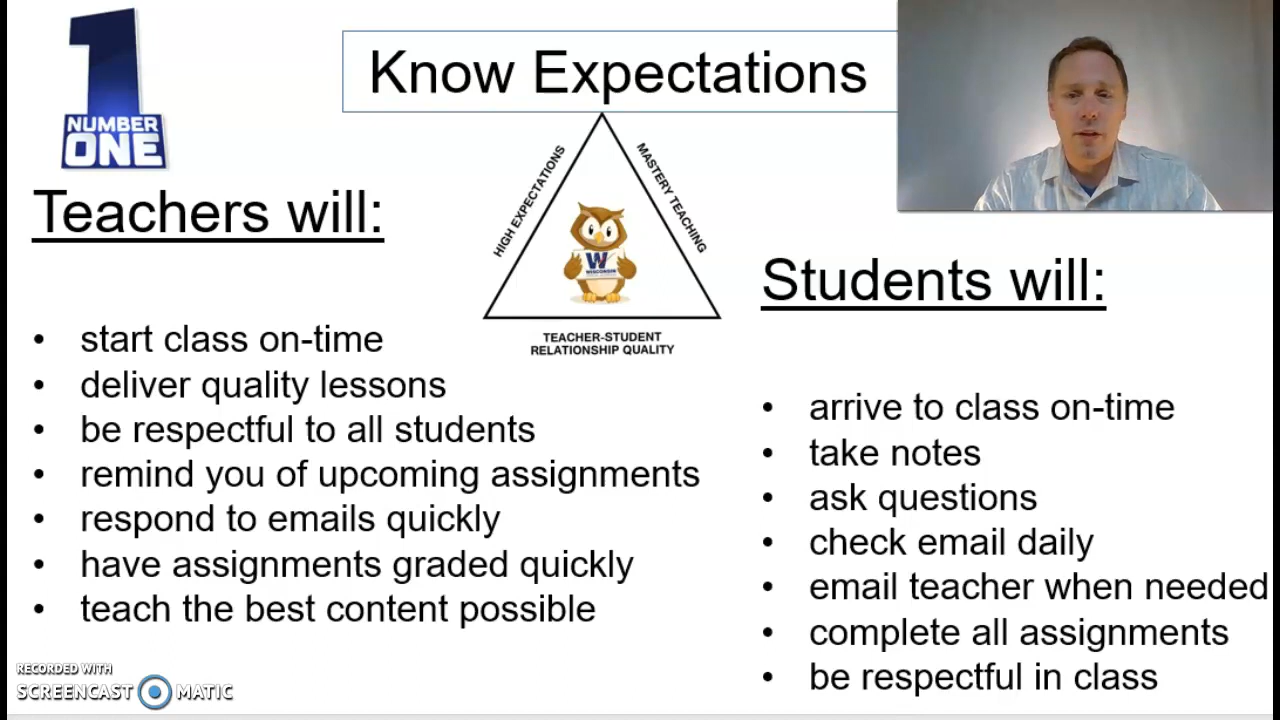 NUMBER
ONE
Know Expectations
HIGH EXPECTATIONS
MASTERY TEACHING
W
WISCONSIN
TEACHER-STUDENT
RELATIONSHIP QUALITY
Teachers will:
• start class on-time
• deliver quality lessons
• be respectful to all students
• remind you of upcoming assignments
• respond to emails quickly
• have assignments graded quickly
• teach the best content possible
Students will:
• arrive to class on-time
• take notes
• ask questions
• check email daily
• email teacher when needed
• complete all assignments
• be respectful in class
RECORDED WITH
SCREENCAST MATIC